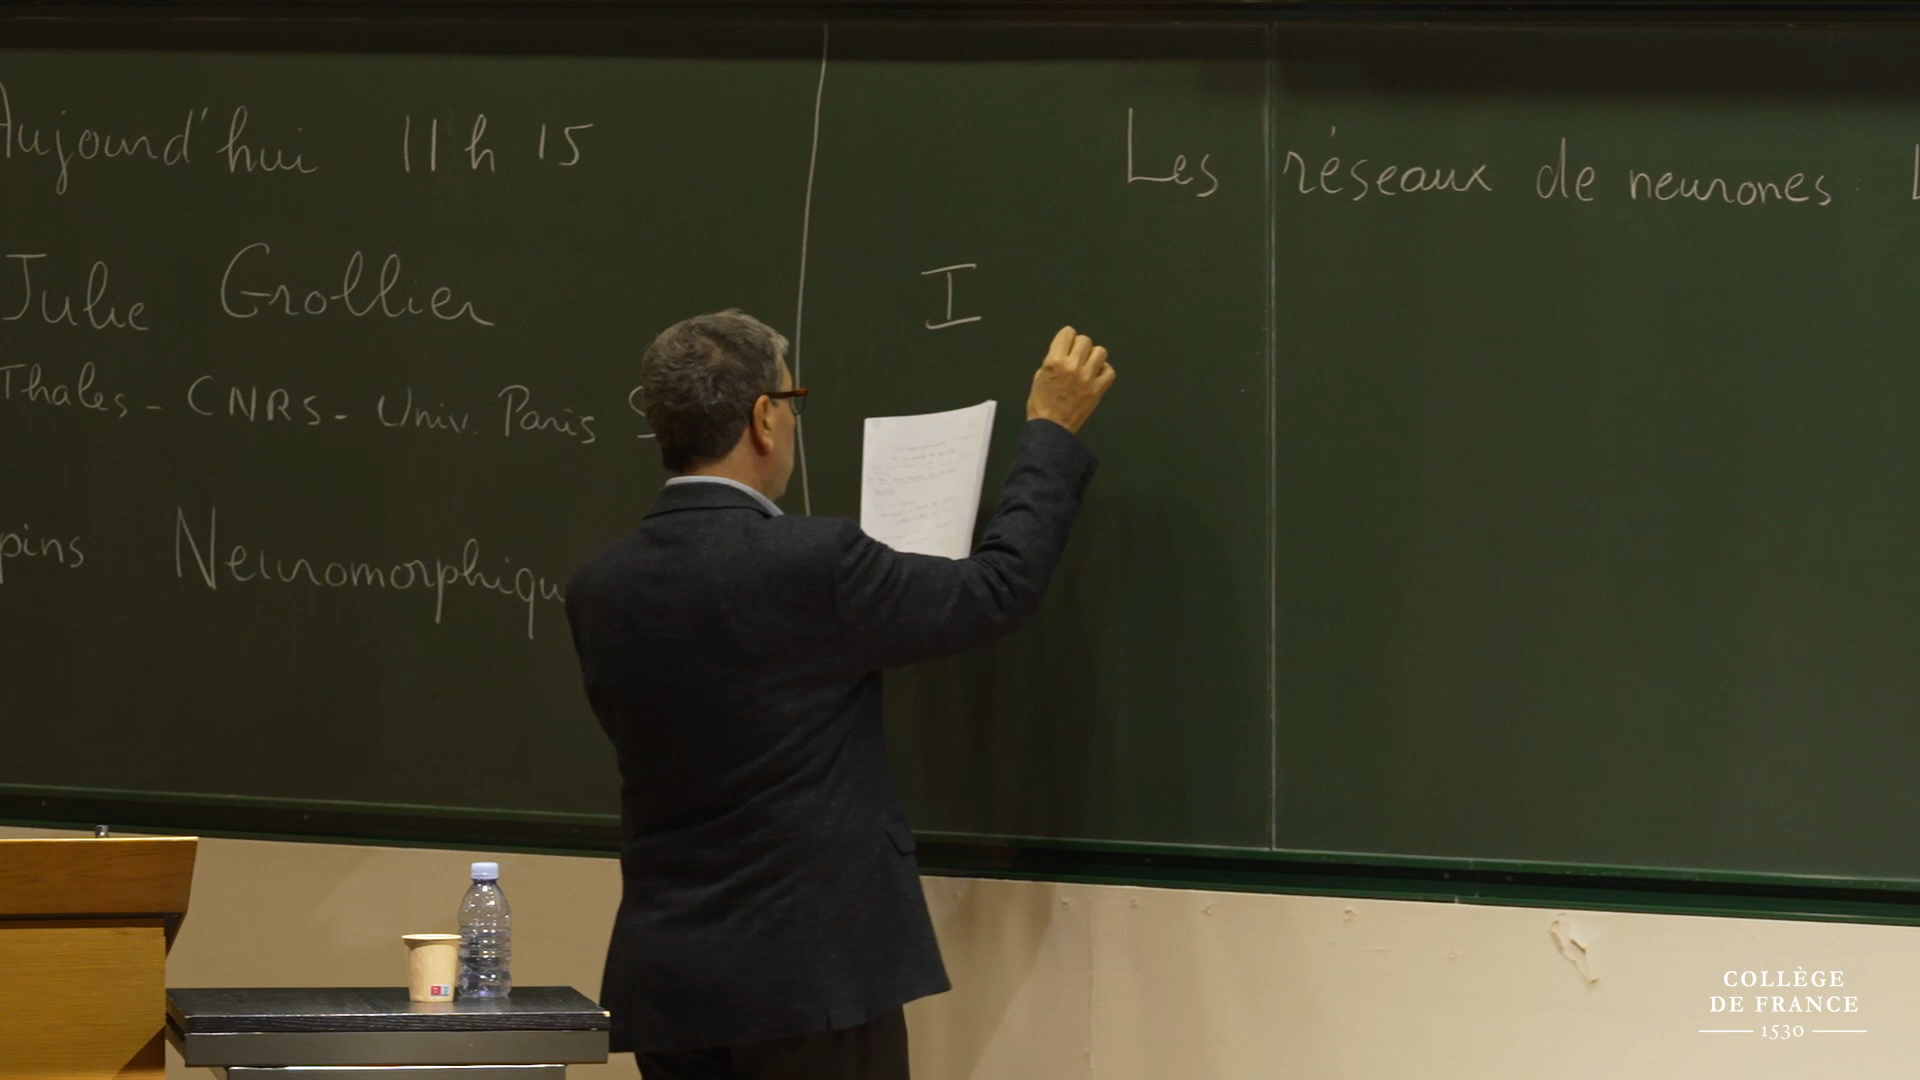 Aujourd'hui 11h15
Julie Grollier
Thales - CNRS - Univ. Paris S
pins Neuromorphiqu
Les réseaux de neurones
I
COLLÈGE
DE FRANCE
1530